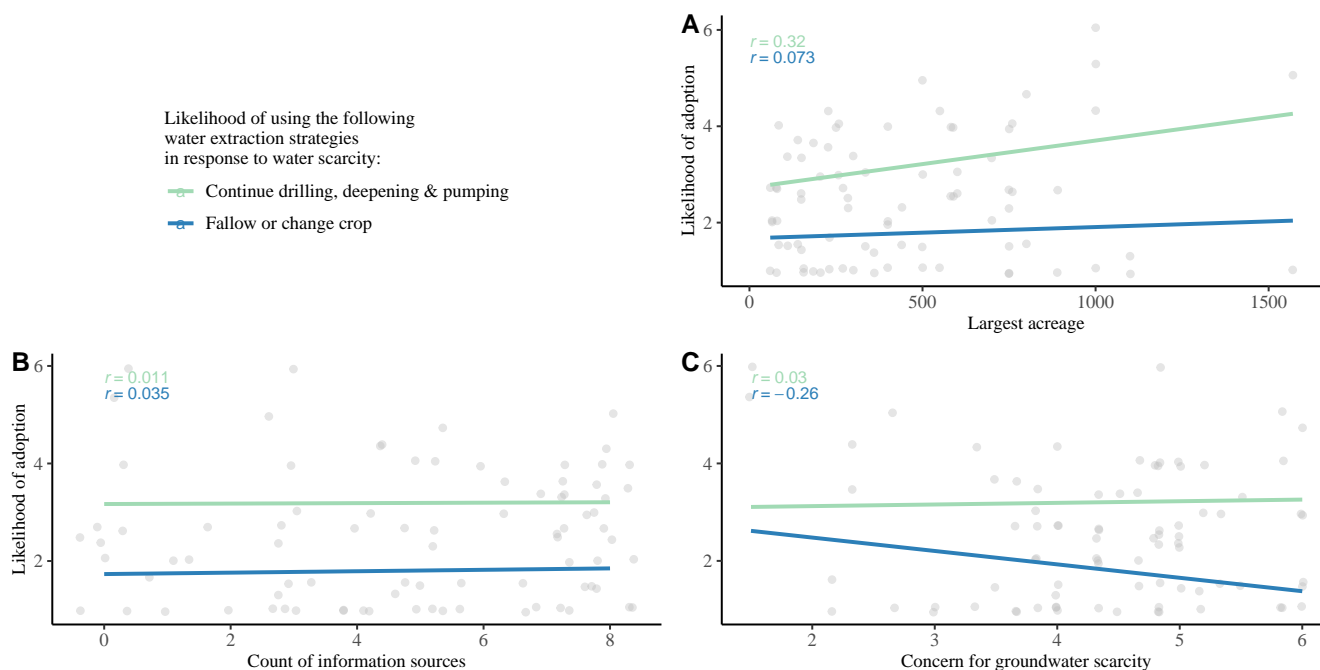 Likelihood of using the following
water extraction strategies
in response to water scarcity:
a Continue drilling, deepening & pumping
a Fallow or change crop
A
r = 0.32
r = 0.073
Likelihood of adoption
6
4
2
0 500 1000 1500
Largest acreage
B
r = 0.011
r = 0.035
Likelihood of adoption
6
4
2
0 2 4 6 8
Count of information sources
C
r = 0.03
r = −0.26
6
4
2
2 3 4 5 6
Concern for groundwater scarcity